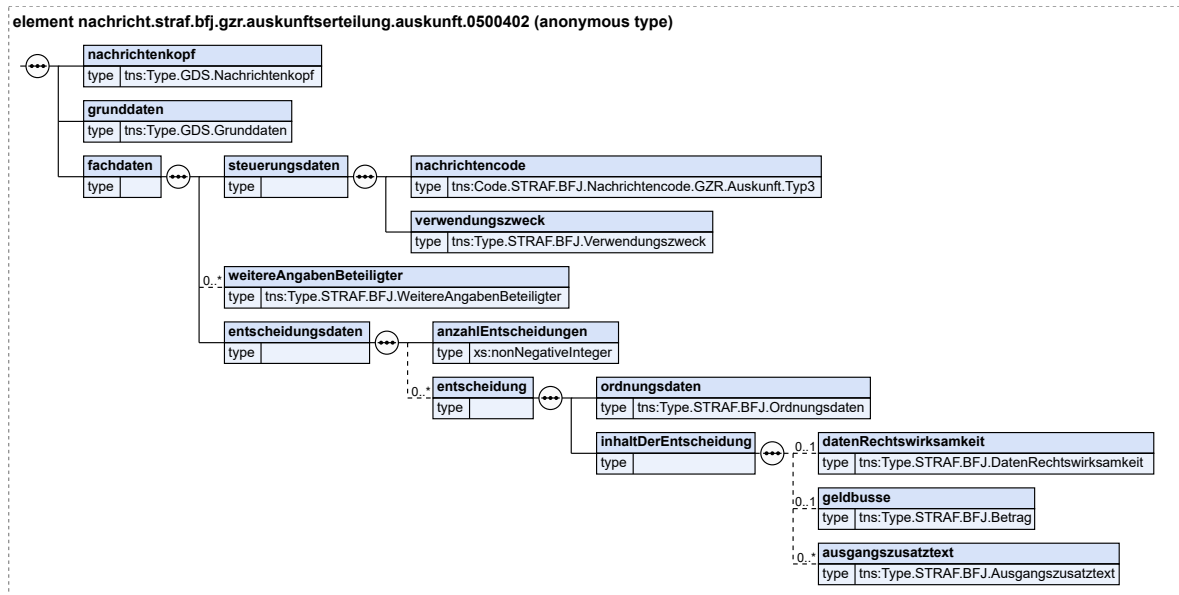 element nachricht.straf.bfj.gzr.auskunftserteilung.auskunft.0500402 (anonymous type)
nachrichtenkopf
type tns:Type.GDS.Nachrichtenkopf
grunddaten
type tns:Type.GDS.Grunddaten
fachdaten
type
steuerungsdaten
type
nachrichtencode
type tns:Code.STRAF.BFJ.Nachrichtencode.GZR.Auskunft.Typ3
verwendungszweck
type tns:Type.STRAF.BFJ.Verwendungszweck
0..* weitereAngabenBeteiligter
type tns:Type.STRAF.BFJ.WeitereAngabenBeteiligter
entscheidungsdaten
type
anzahlEntscheidungen
type xs:nonNegativeInteger
0..* entscheidung
type
ordnungsdaten
type tns:Type.STRAF.BFJ.Ordnungsdaten
inhaltDerEntscheidung
type
0..1 datenRechtswirksamkeit
type tns:Type.STRAF.BFJ.DatenRechtswirksamkeit
0..1 geldbusse
type tns:Type.STRAF.BFJ.Betrag
0..* ausgangszusatztext
type tns:Type.STRAF.BFJ.Ausgangszusatztext